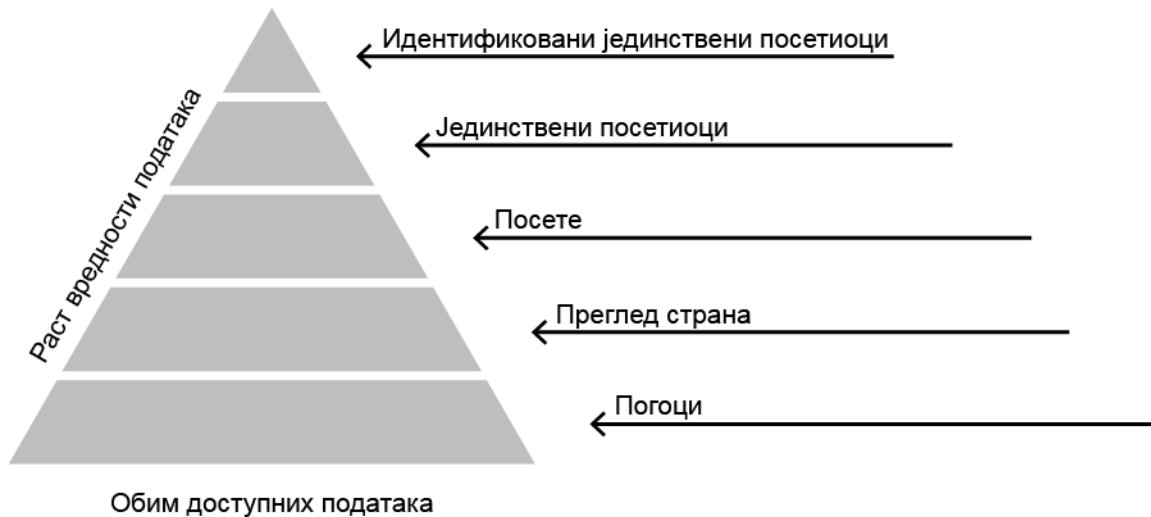 Идентификовани јединствени посетиоци
Јединствени посетиоци
Посете
Преглед страна
Погоци
Раст вредности података
Обим доступних података